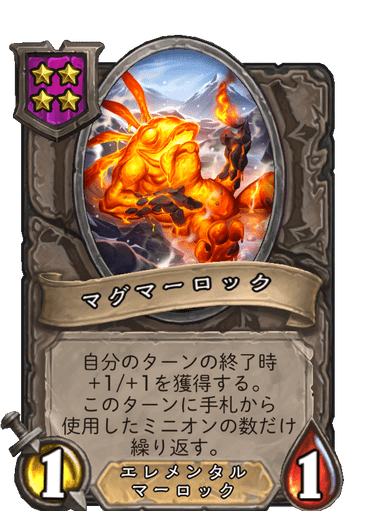 マグマーロック
自分のターンの終了時
+1/+1を獲得する。
このターンに手札から
使用したミニオンの数だけ
繰り返す。
エレメンタル
マーロック
1
1